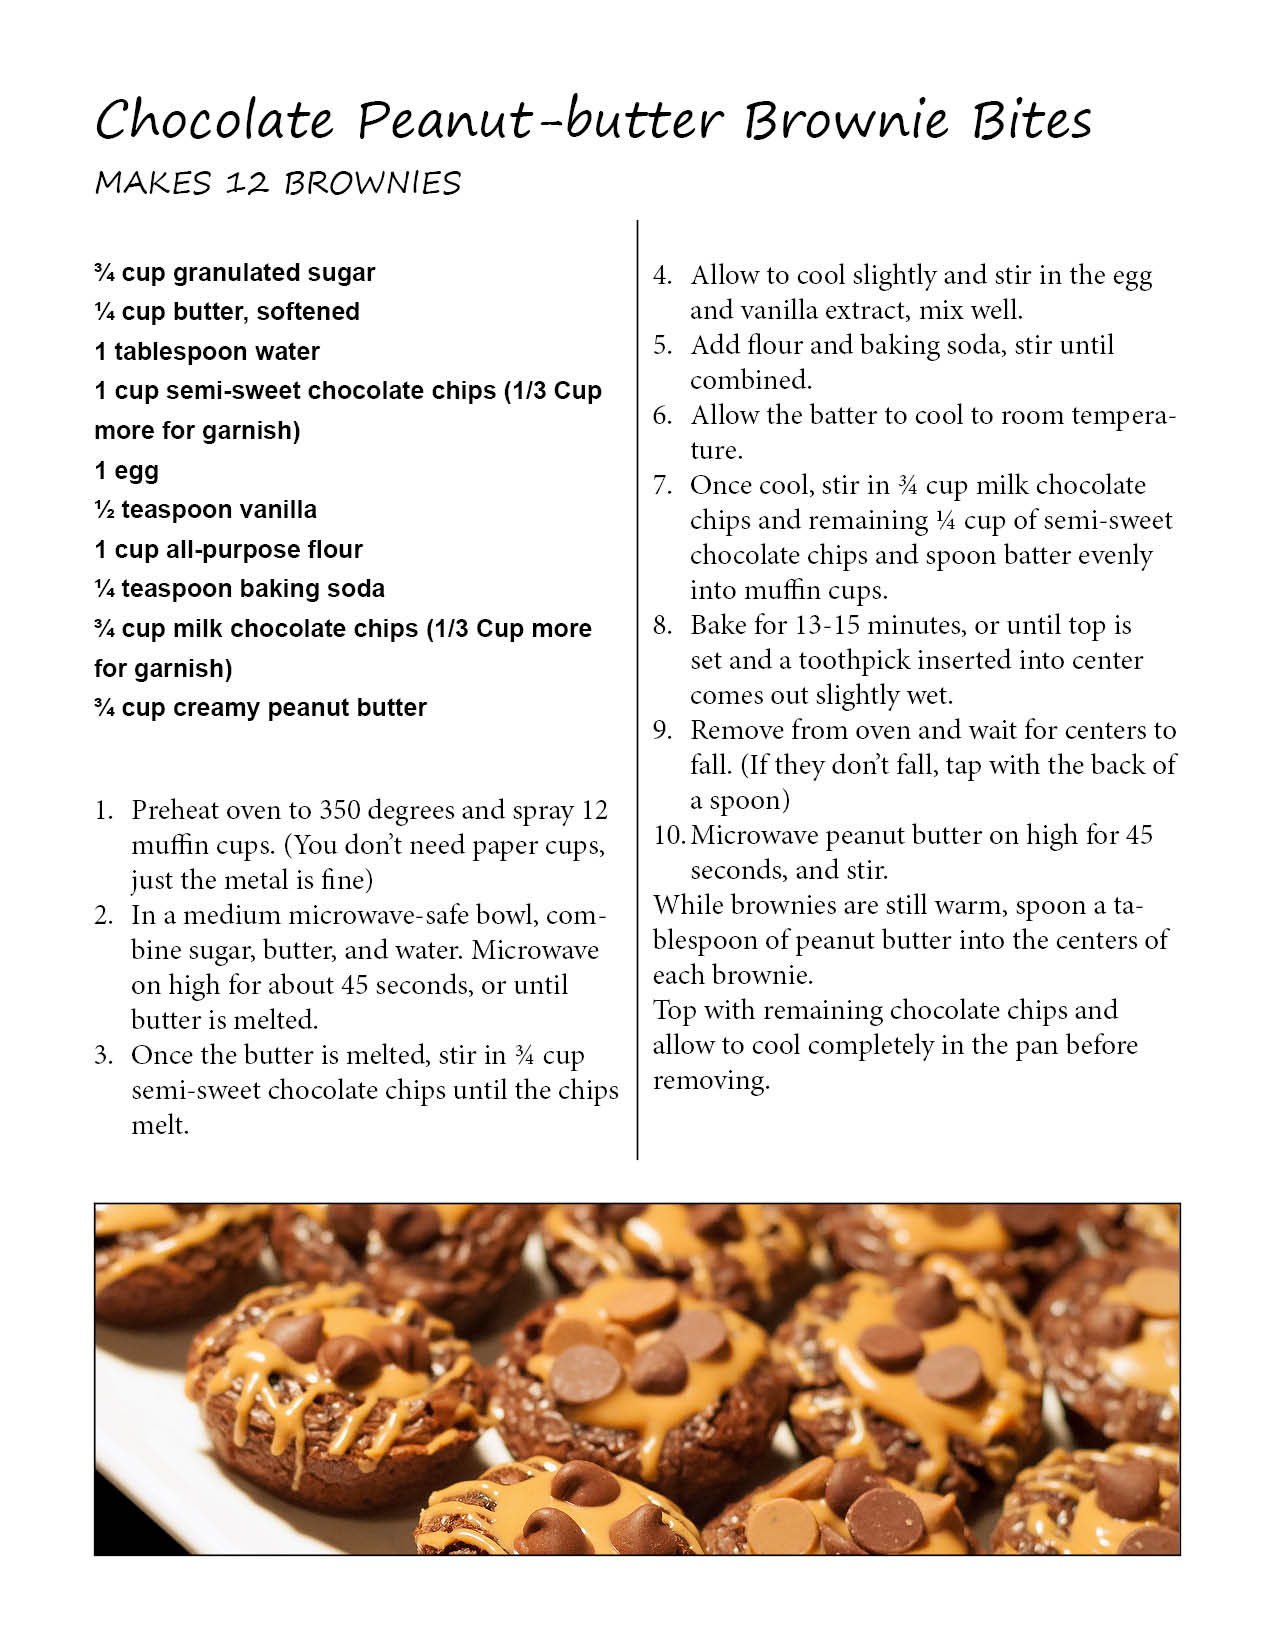 Chocolate Peanut-butter Brownie Bites
MAKES 12 BROWNIES
¾ cup granulated sugar
¼ cup butter, softened
1 tablespoon water
1 cup semi-sweet chocolate chips (1/3 Cup
more for garnish)
1 egg
½ teaspoon vanilla
1 cup all-purpose flour
¼ teaspoon baking soda
¾ cup milk chocolate chips (1/3 Cup more
for garnish)
¾ cup creamy peanut butter
1. Preheat oven to 350 degrees and spray 12
muffin cups. (You don’t need paper cups,
just the metal is fine)
2. In a medium microwave-safe bowl, com-
bine sugar, butter, and water. Microwave
on high for about 45 seconds, or until
butter is melted.
3. Once the butter is melted, stir in ¾ cup
semi-sweet chocolate chips until the chips
melt.
4. Allow to cool slightly and stir in the egg
and vanilla extract, mix well.
5. Add flour and baking soda, stir until
combined.
6. Allow the batter to cool to room tempera-
ture.
7. Once cool, stir in ¾ cup milk chocolate
chips and remaining ¼ cup of semi-sweet
chocolate chips and spoon batter evenly
into muffin cups.
8. Bake for 13-15 minutes, or until top is
set and a toothpick inserted into center
comes out slightly wet.
9. Remove from oven and wait for centers to
fall. (If they don’t fall, tap with the back of
a spoon)
10. Microwave peanut butter on high for 45
seconds, and stir.
While brownies are still warm, spoon a ta-
blespoon of peanut butter into the centers of
each brownie.
Top with remaining chocolate chips and
allow to cool completely in the pan before
removing.